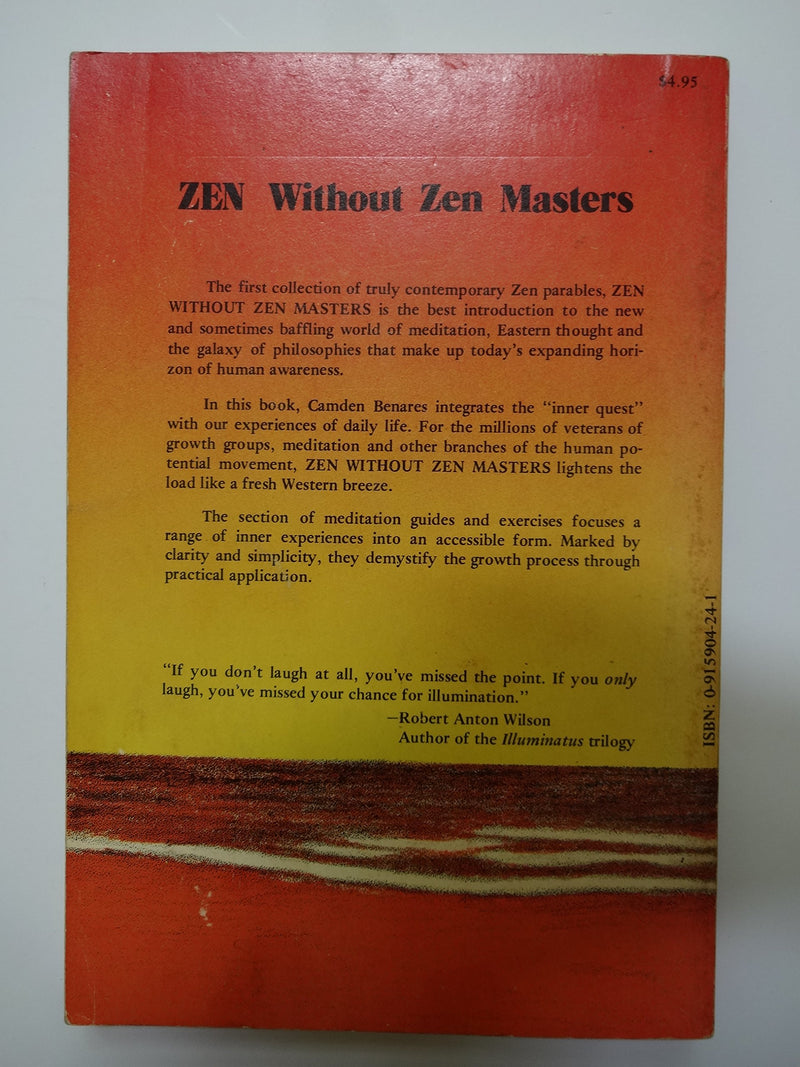 $4.95
ZEN Without Zen Masters
The first collection of truly contemporary Zen parables, ZEN
WITHOUT ZEN MASTERS is the best introduction to the new
and sometimes baffling world of meditation, Eastern thought and
the galaxy of philosophies that make up today's expanding hori-
zon of human awareness.
In this book, Camden Benares integrates the "inner quest"
with our experiences of daily life. For the millions of veterans of
growth groups, meditation and other branches of the human po-
tential movement, ZEN WITHOUT ZEN MASTERS lightens the
load like a fresh Western breeze.
The section of meditation guides and exercises focuses a
range of inner experiences into an accessible form. Marked by
clarity and simplicity, they demystify the growth process through
practical application.
"If you don't laugh at all, you've missed the point. If you only
laugh, you've missed your chance for illumination."
—Robert Anton Wilson
Author of the Illuminatus trilogy
ISBN: 0-915904-24-1